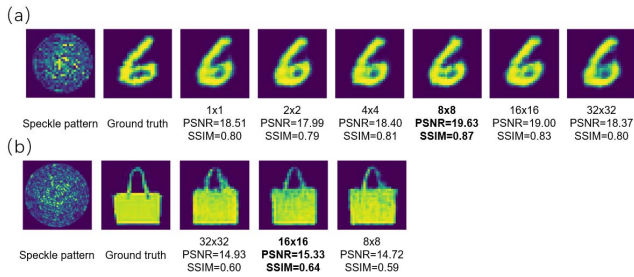 (a)
Speckle pattern Ground truth 1x1 2x2 4x4 8x8 16x16 32x32
PSNR=18.51 PSNR=17.99 PSNR=18.40 PSNR=19.63 PSNR=19.00 PSNR=18.37
SSIM=0.80 SSIM=0.79 SSIM=0.81 SSIM=0.87 SSIM=0.83 SSIM=0.80
(b)
Speckle pattern Ground truth 32x32 16x16 8x8
PSNR=14.93 PSNR=15.33 PSNR=14.72
SSIM=0.60 SSIM=0.64 SSIM=0.59